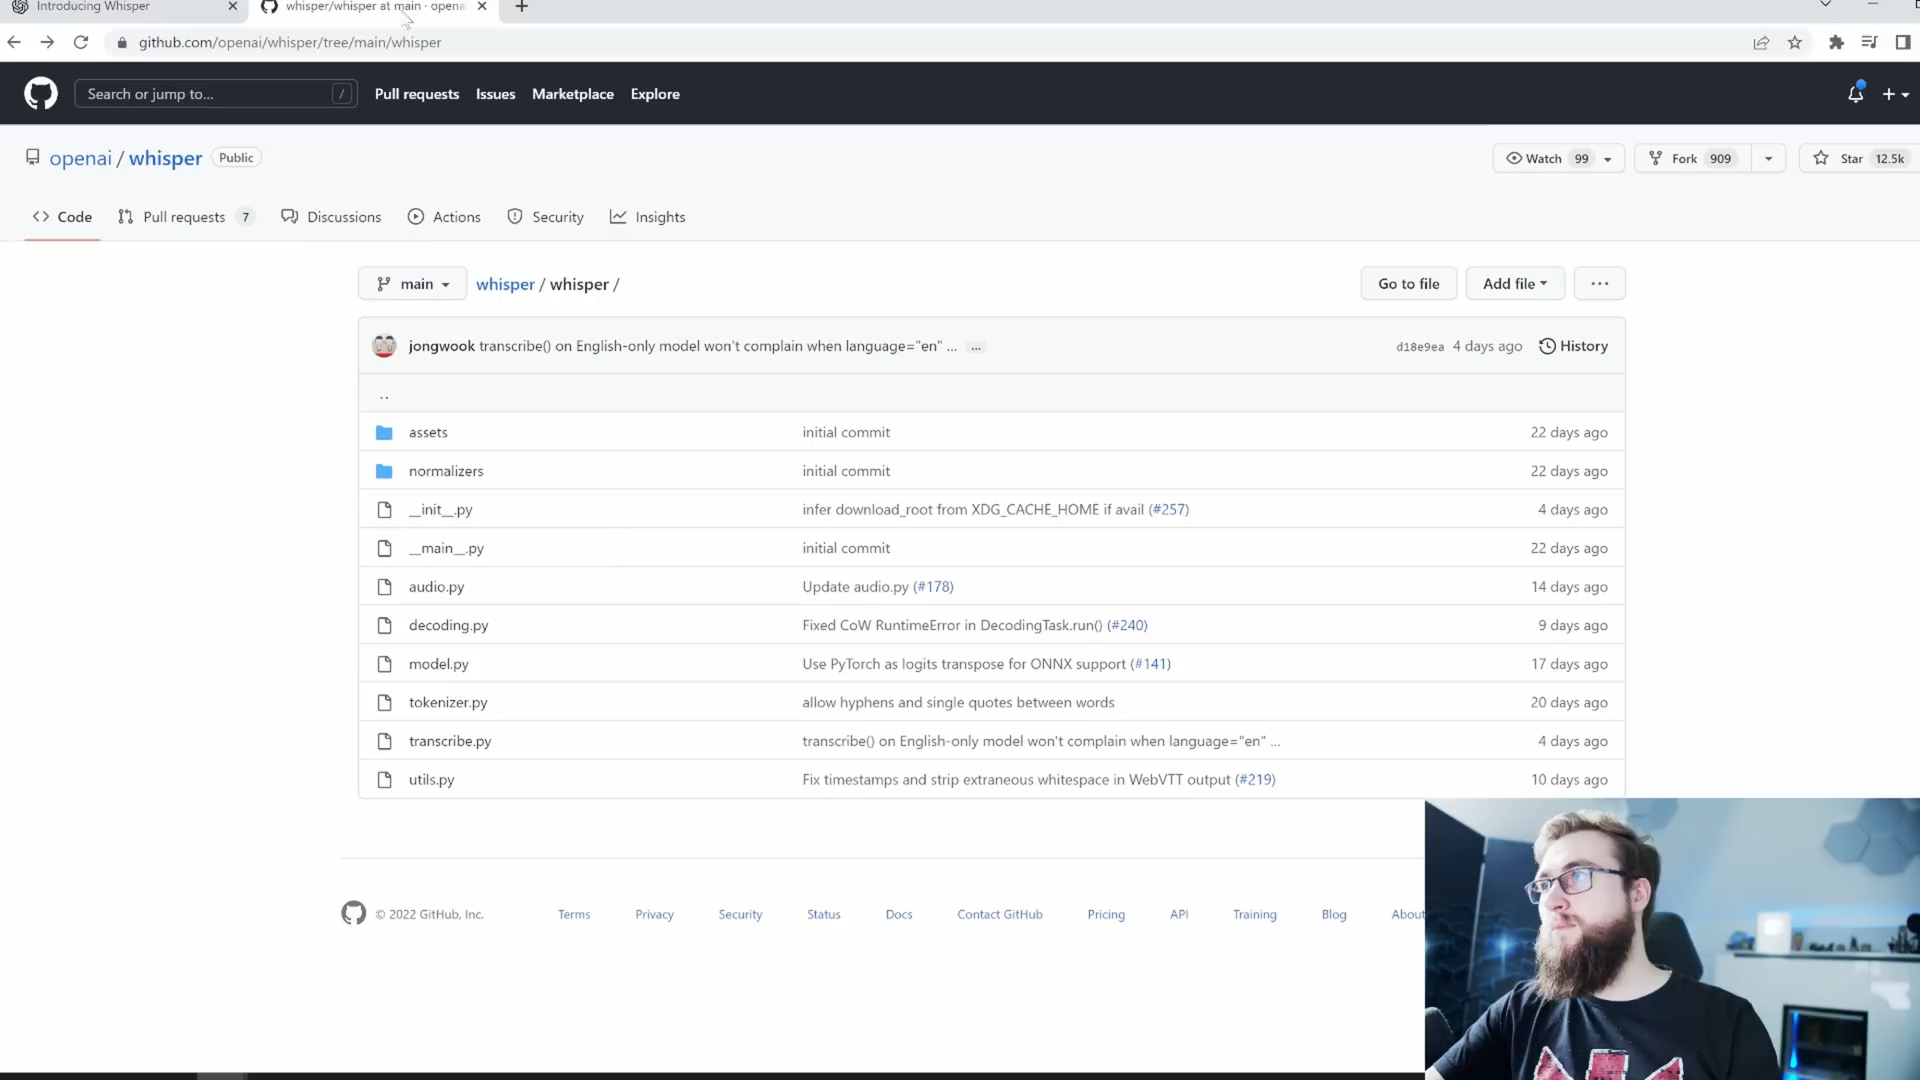 Introducing Whisper
whisper/whisper at main · opena
github.com/openai/whisper/tree/main/whisper
Search or jump to... /
Pull requests Issues Marketplace Explore
openai / whisper Public
Watch 99 Fork 909 Star 12.5k
Code Pull requests 7 Discussions Actions Security Insights
main whisper / whisper / Go to file Add file ...
jongwook transcribe() on English-only model won't complain when language="en" ... ... d18e9ea 4 days ago History
..
assets initial commit 22 days ago
normalizers initial commit 22 days ago
__init__.py infer download_root from XDG_CACHE_HOME if avail (#257) 4 days ago
__main__.py initial commit 22 days ago
audio.py Update audio.py (#178) 14 days ago
decoding.py Fixed CoW RuntimeError in DecodingTask.run() (#240) 9 days ago
model.py Use PyTorch as logits transpose for ONNX support (#141) 17 days ago
tokenizer.py allow hyphens and single quotes between words 20 days ago
transcribe.py transcribe() on English-only model won't complain when language="en" ... 4 days ago
utils.py Fix timestamps and strip extraneous whitespace in WebVTT output (#219) 10 days ago
© 2022 GitHub, Inc. Terms Privacy Security Status Docs Contact GitHub Pricing API Training Blog About